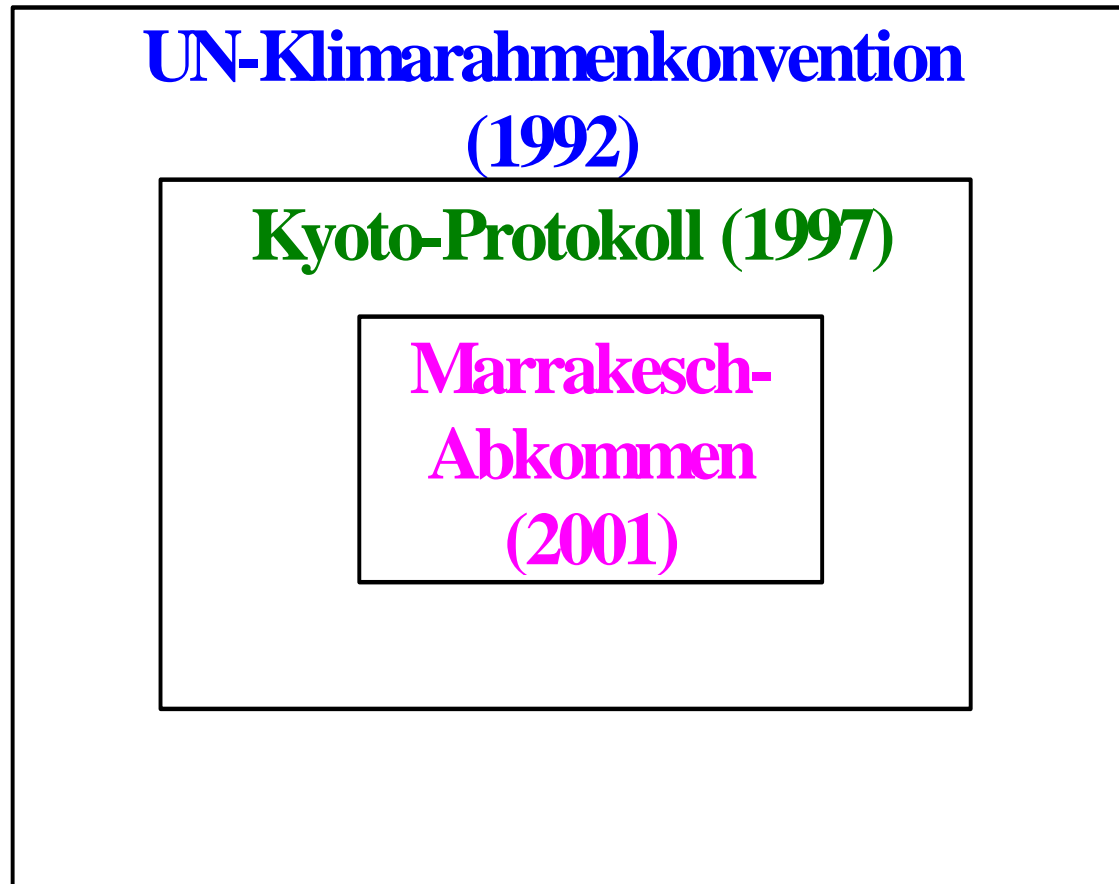 UN-Klimarahmenkonvention
(1992)
Kyoto-Protokoll (1997)
Marrakesch-
Abkommen
(2001)